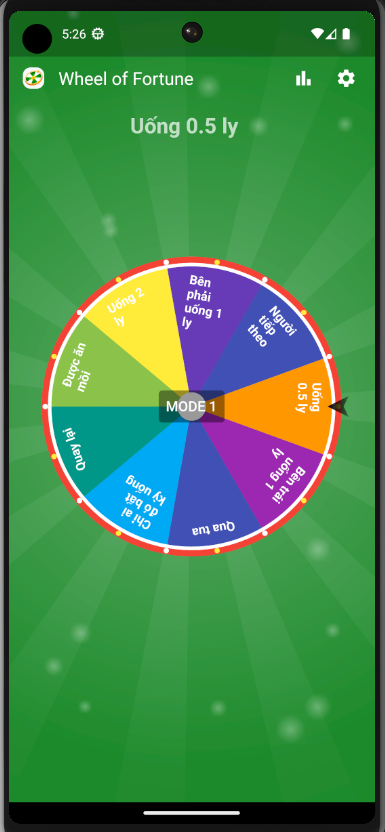 5:26
Wheel of Fortune
Uống 0.5 ly
Bên
phải
uống 1
ly
Người
tiếp
theo
Uống
0.5 ly
Bên trái
uống 1
ly
Qua tua
Chỉ ai
đó bất
kỳ uống
Quay lại
Được ăn
mồi
Uống 2
ly
MODE 1